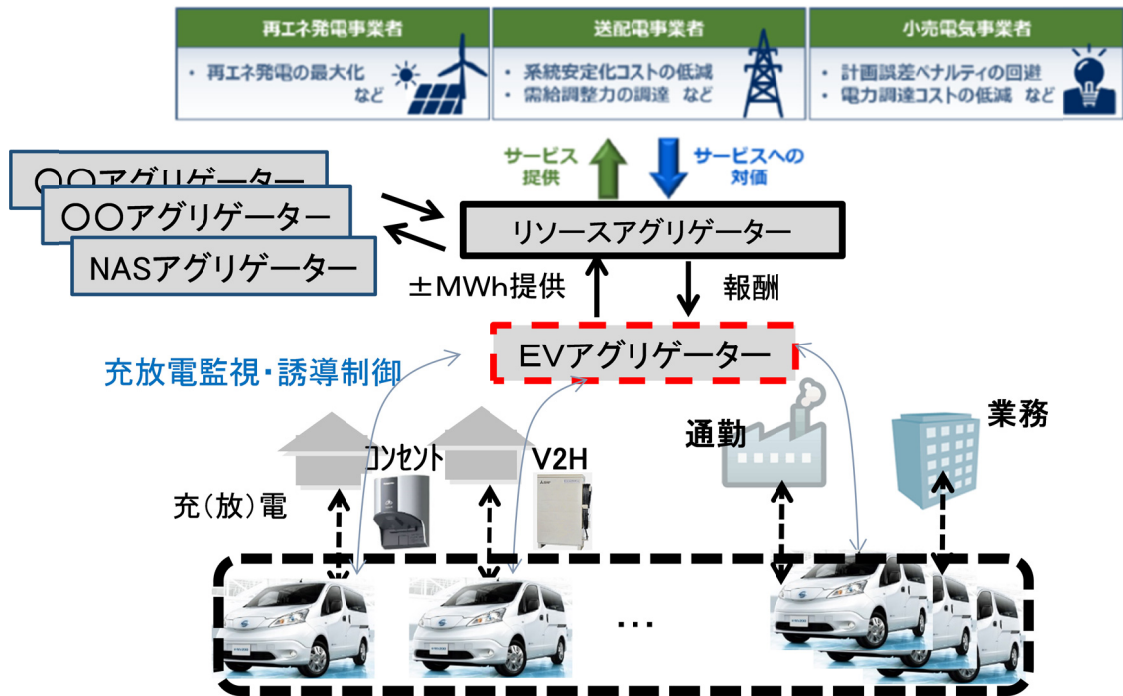 再エネ発電事業者
・ 再エネ発電の最大化
など
送配電事業者
・ 系統安定化コストの低減
・ 需給調整力の調達 など
小売電気事業者
・ 計画誤差ペナルティの回避
・ 電力調達コストの低減 など
サービス
提供
サービスへの
対価
〇〇アグリゲーター
〇〇アグリゲーター
NASアグリゲーター
リソースアグリゲーター
±MWh提供
報酬
EVアグリゲーター
充放電監視・誘導制御
コンセント
V2H
通勤
業務
充(放)電
…